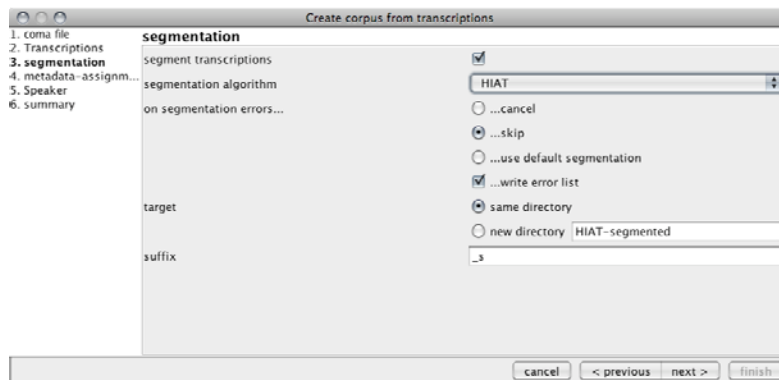 Create corpus from transcriptions
1. coma file
2. Transcriptions
3. segmentation
4. metadata-assignm...
5. Speaker
6. summary
segmentation
segment transcriptions
segmentation algorithm HIAT
on segmentation errors... ...cancel
...skip
...use default segmentation
...write error list
target same directory
new directory HIAT-segmented
suffix _s
cancel < previous next > finish